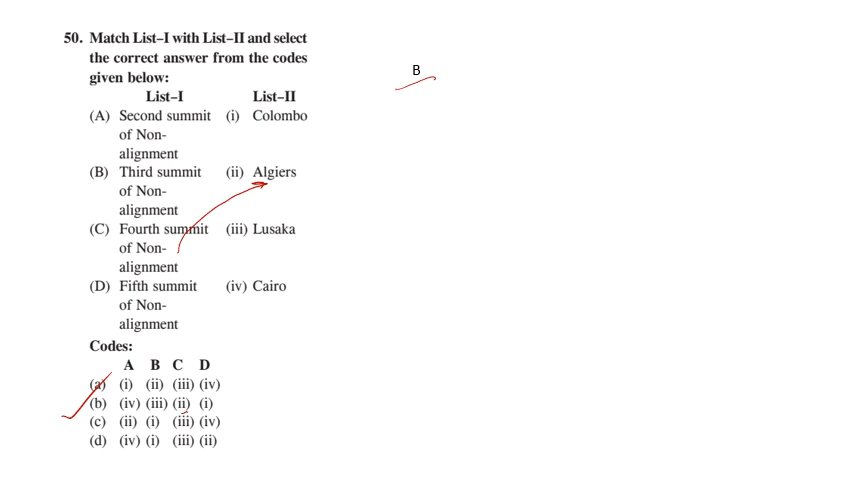 50. Match List–I with List–II and select
the correct answer from the codes
given below:
List–I List–II
(A) Second summit (i) Colombo
of Non-
alignment
(B) Third summit (ii) Algiers
of Non-
alignment
(C) Fourth summit (iii) Lusaka
of Non-
alignment
(D) Fifth summit (iv) Cairo
of Non-
alignment
Codes:
A B C D
(a) (i) (ii) (iii) (iv)
(b) (iv) (iii) (ii) (i)
(c) (ii) (i) (iii) (iv)
(d) (iv) (i) (iii) (ii)
B